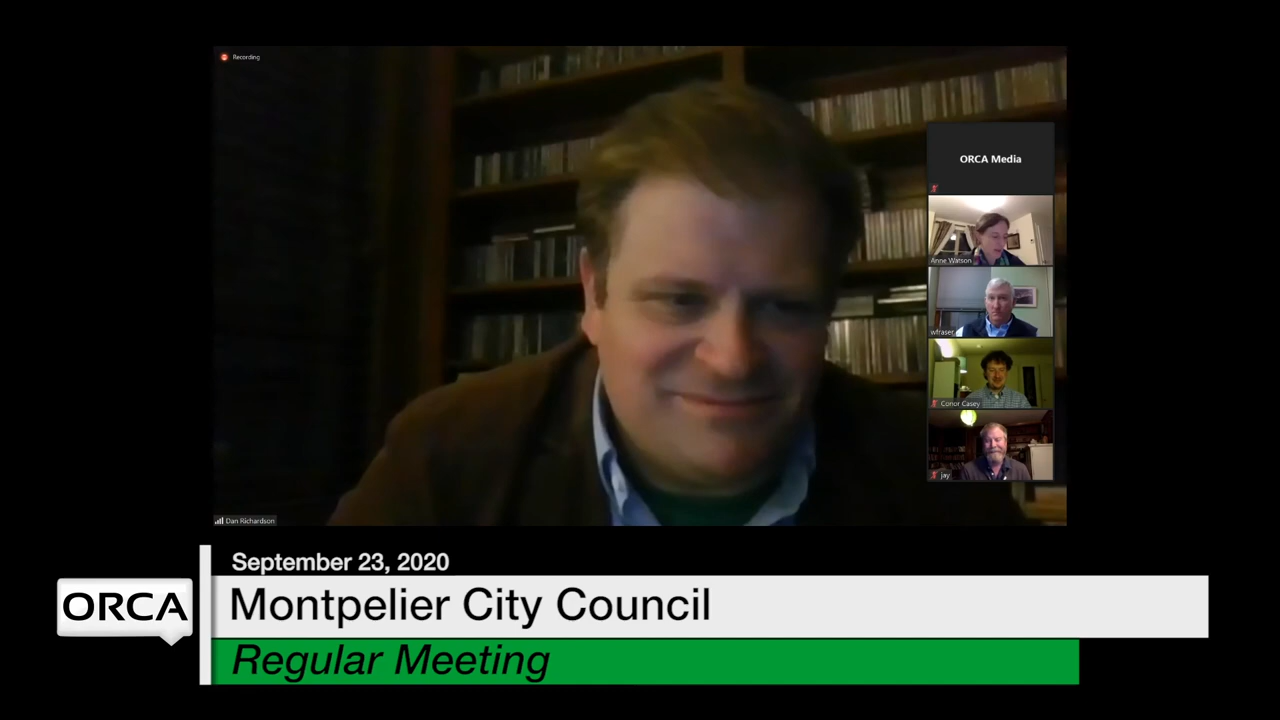 Recording
ORCA Media
Anne Watson
wfraser
Conor Casey
jay
Dan Richardson
September 23, 2020
ORCA
Montpelier City Council
Regular Meeting